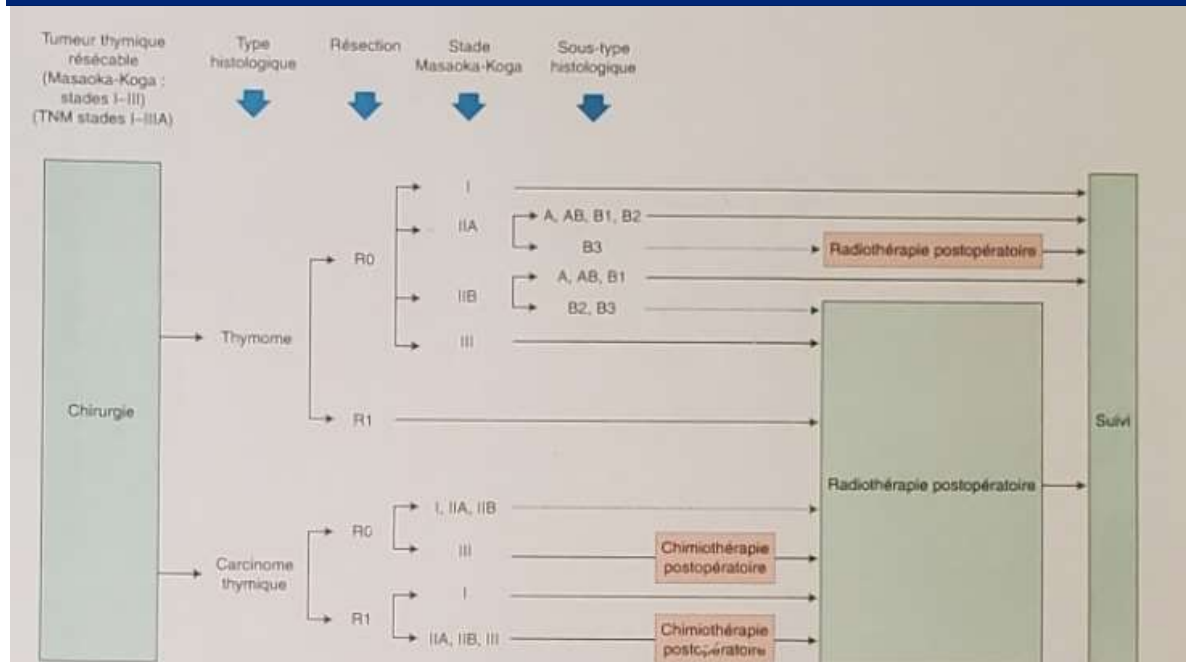 Tumeur thymique
résécable
(Masaoka-Koga :
stades I–III)
(TNM stades I–IIIA)
Type
histologique
Résection
Stade
Masaoka-Koga
Sous-type
histologique
Chirurgie
Thymome
R0
I
IIA
A, AB, B1, B2
B3
Radiothérapie postopératoire
IIB
A, AB, B1
B2, B3
III
R1
Radiothérapie postopératoire
Suivi
Carcinome
thymique
R0
I, IIA, IIB
III
Chimiothérapie
postopératoire
R1
I
IIA, IIB, III
Chimiothérapie
postopératoire